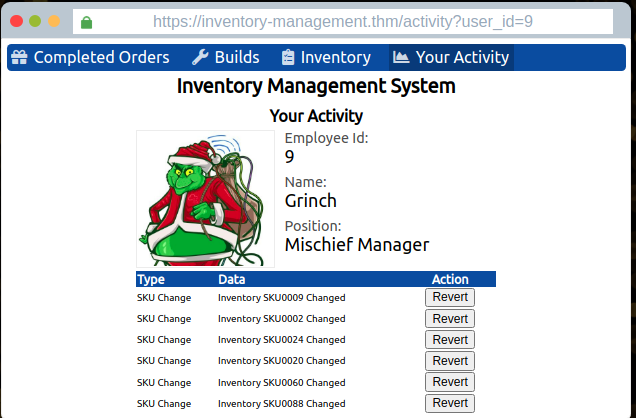 https://inventory-management.thm/activity?user_id=9
Completed Orders Builds Inventory Your Activity
Inventory Management System
Your Activity
Employee Id:
9
Name:
Grinch
Position:
Mischief Manager
Type Data Action
SKU Change Inventory SKU0009 Changed Revert
SKU Change Inventory SKU0002 Changed Revert
SKU Change Inventory SKU0024 Changed Revert
SKU Change Inventory SKU0020 Changed Revert
SKU Change Inventory SKU0060 Changed Revert
SKU Change Inventory SKU0088 Changed Revert